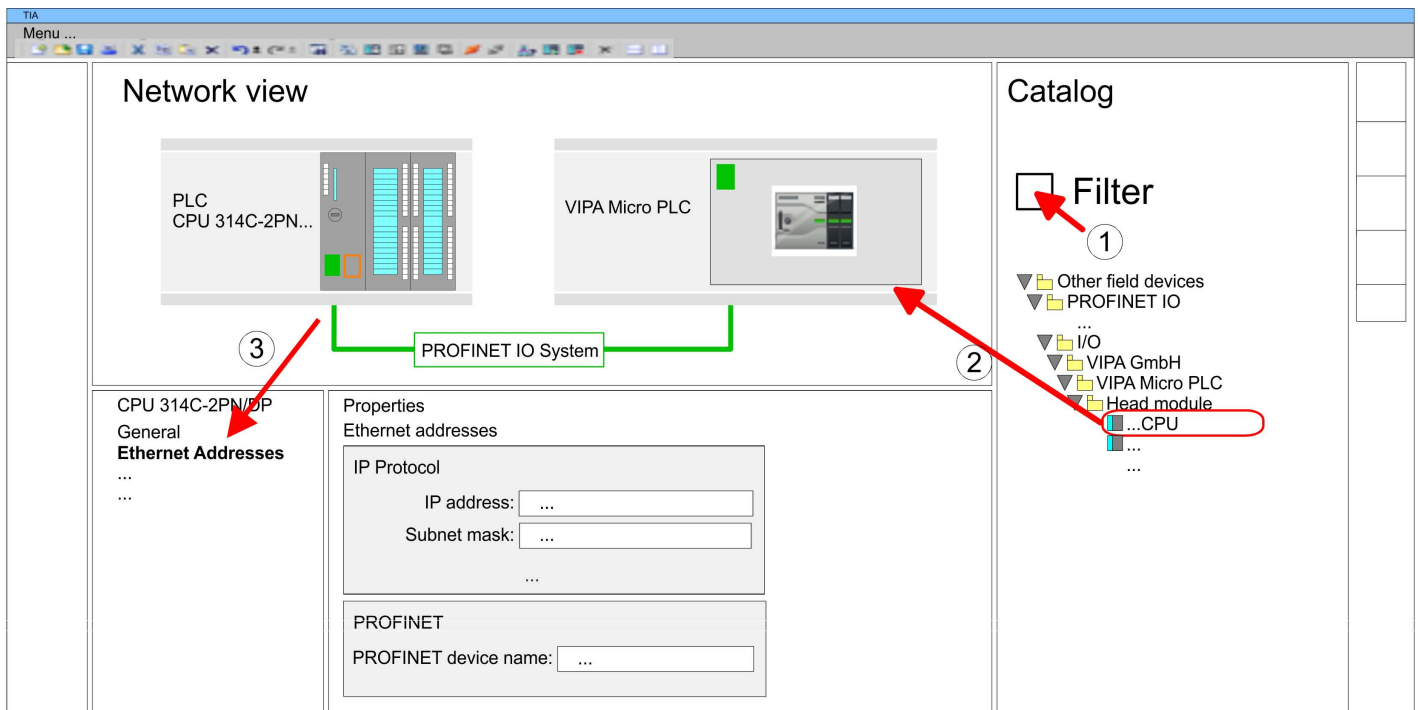 TIA
Menu ...
Network view
PLC
CPU 314C-2PN...
VIPA Micro PLC
PROFINET IO System
3
2
Catalog
Filter
1
Other field devices
PROFINET IO
...
I/O
VIPA GmbH
VIPA Micro PLC
Head module
...CPU
...
...
CPU 314C-2PN/DP
General
Ethernet Addresses
...
...
Properties
Ethernet addresses
IP Protocol
IP address: ...
Subnet mask: ...
...
PROFINET
PROFINET device name: ...